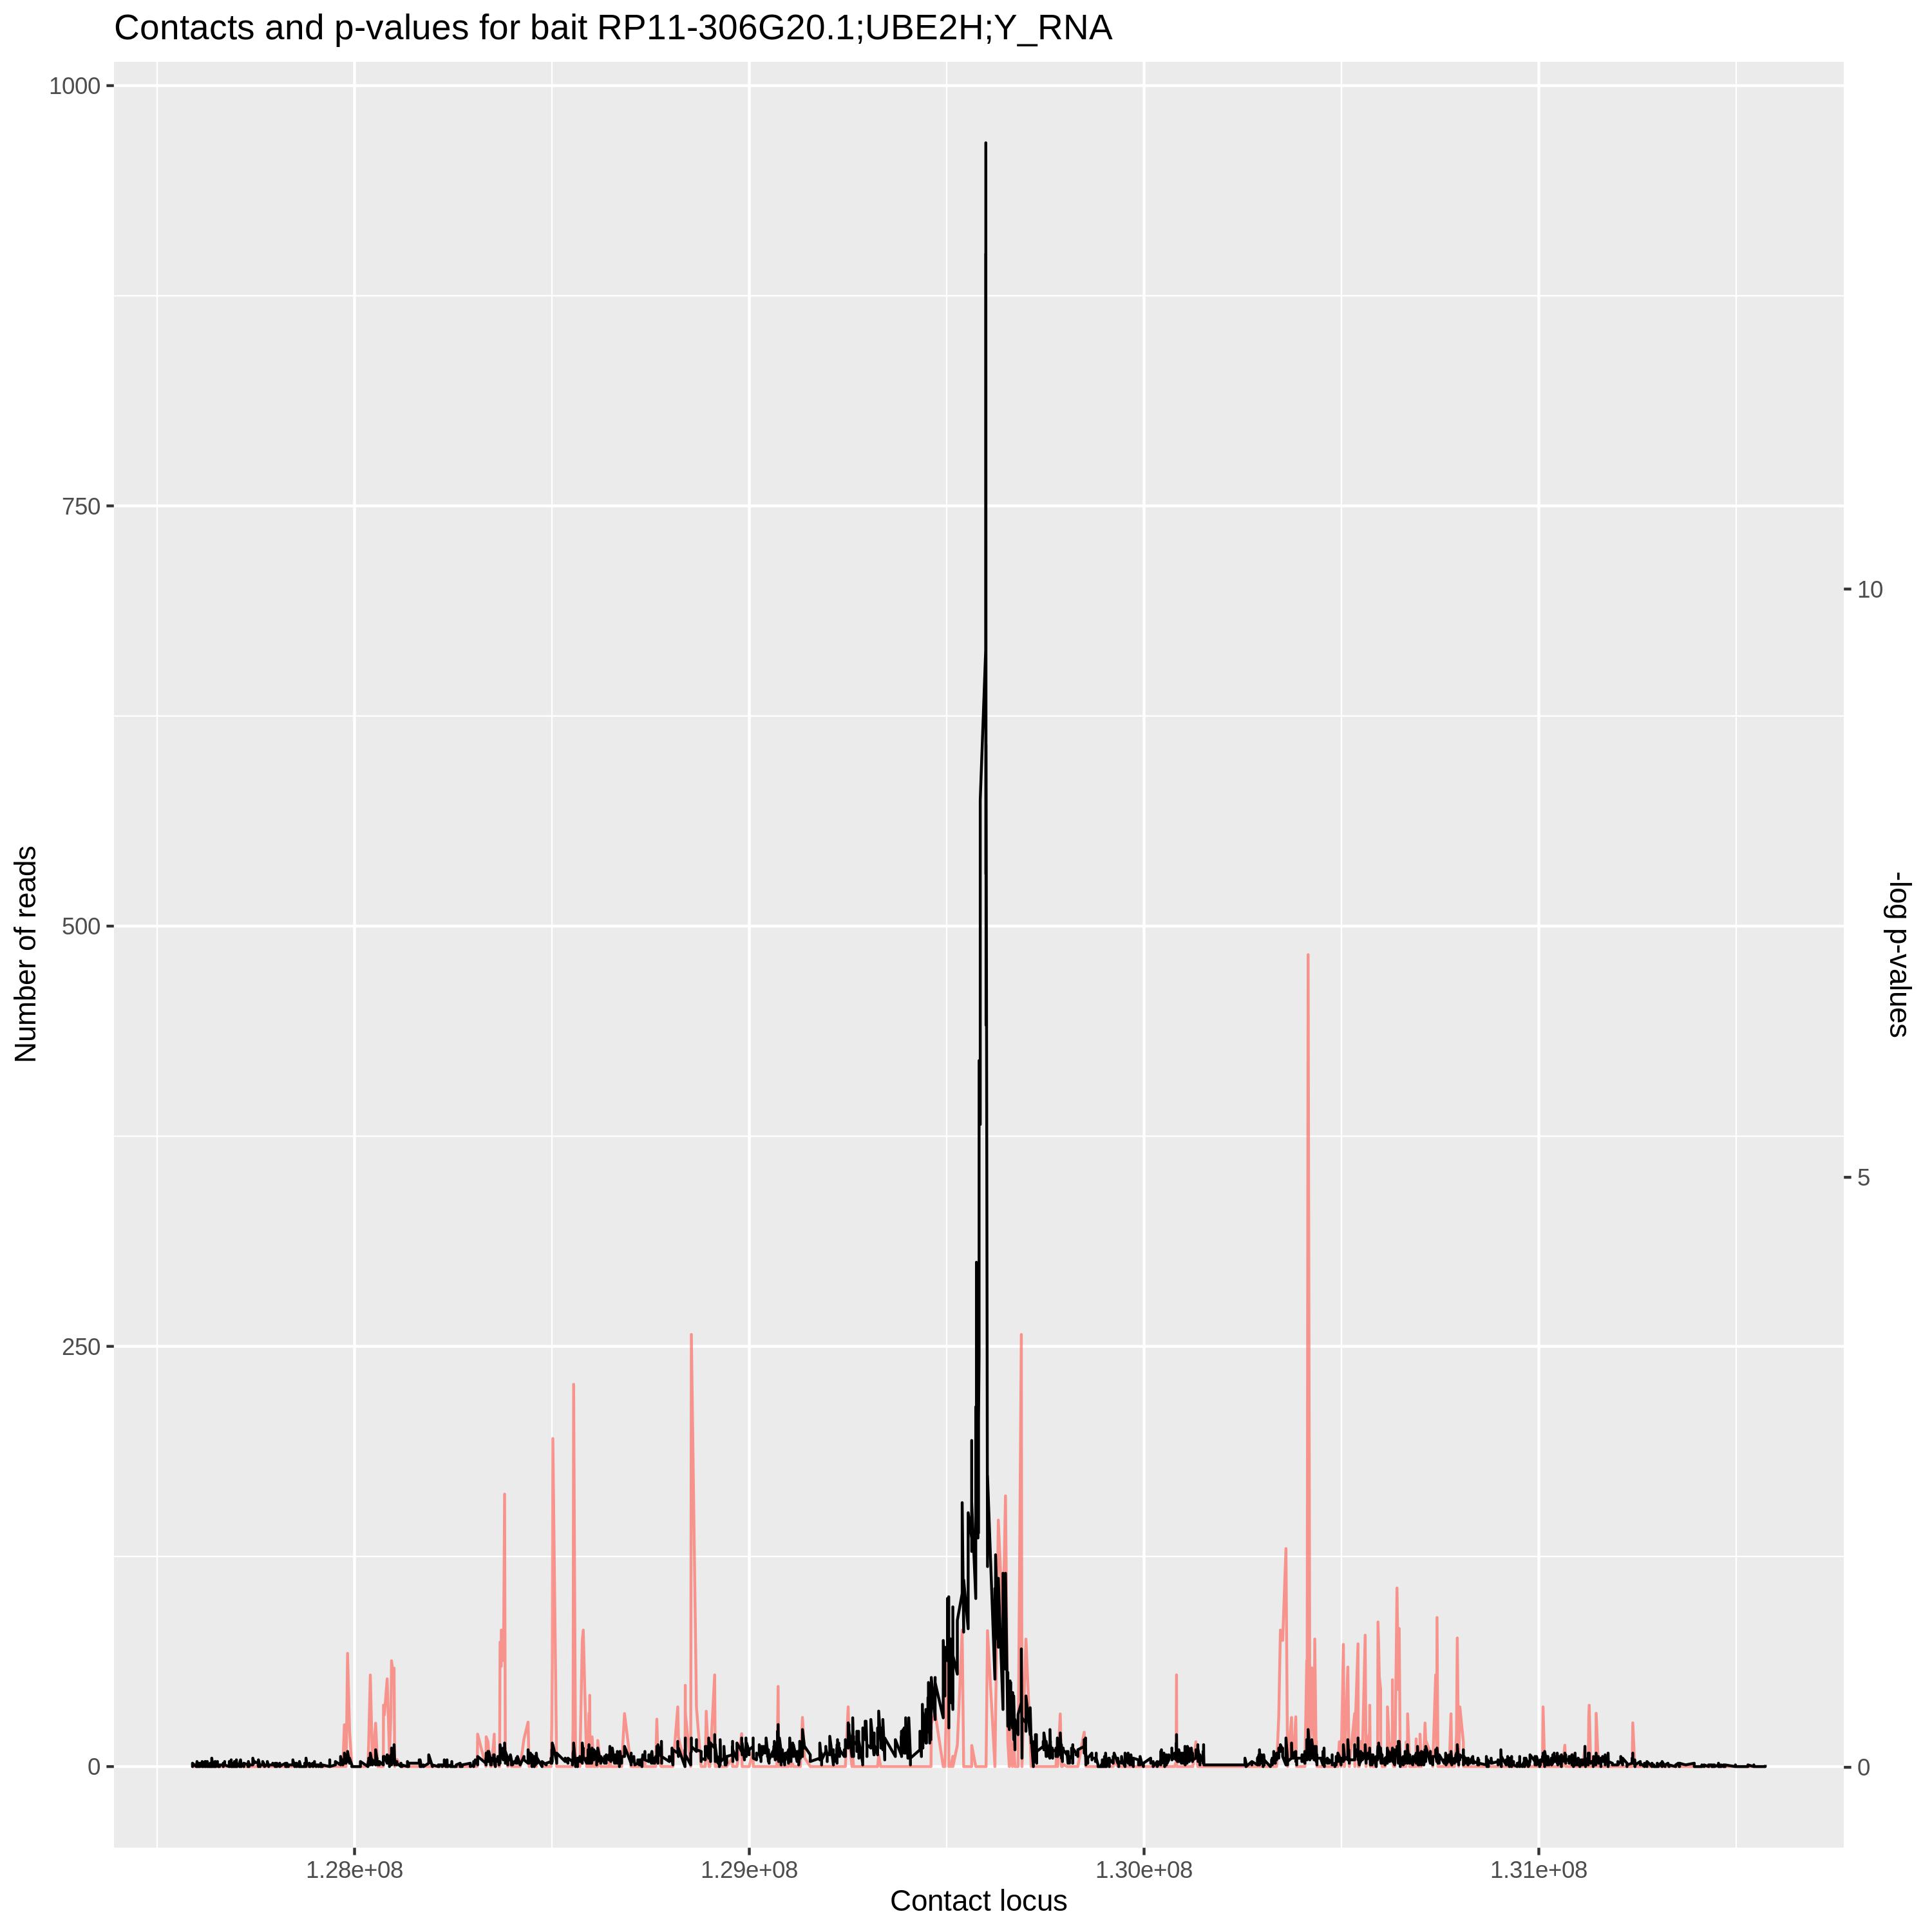 Contacts and p-values for bait RP11-306G20.1;UBE2H;Y_RNA
1000
750
500
250
0
Number of reads
10
5
0
-log p-values
1.28e+08
1.29e+08
1.30e+08
1.31e+08
Contact locus